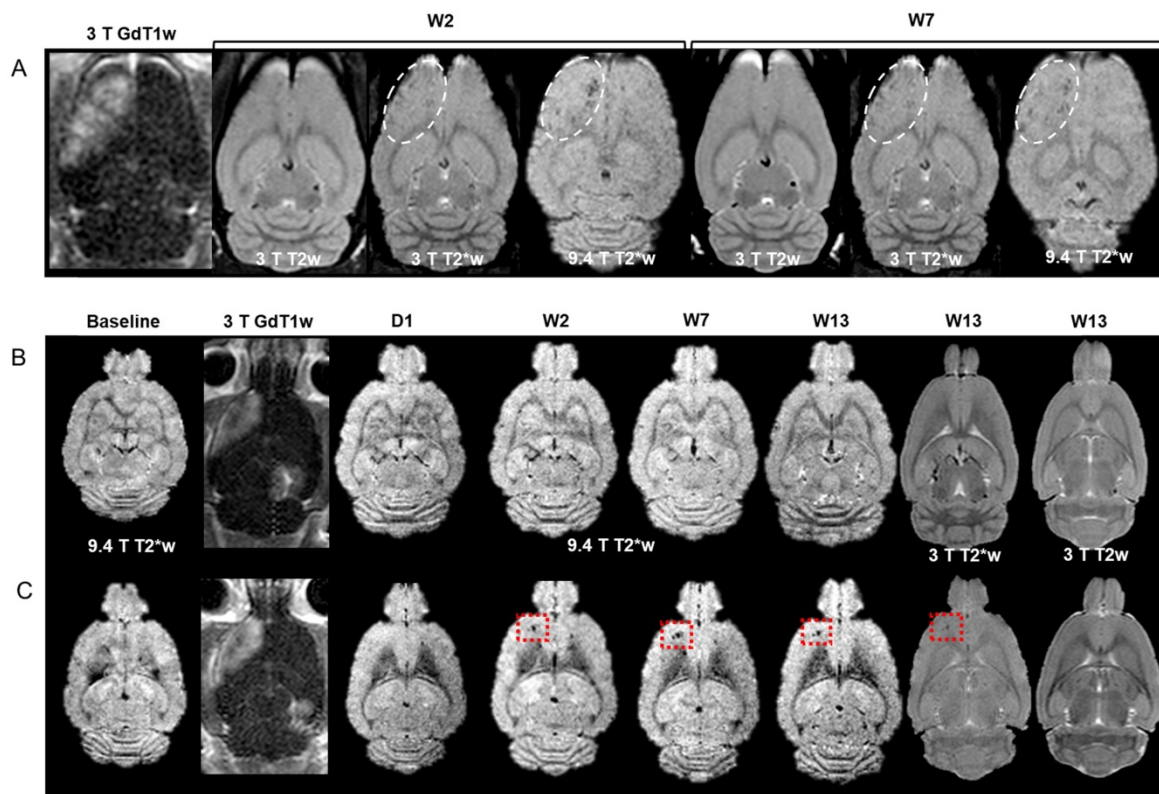 W2
W7
3 T GdT1w
A
3 T T2w
3 T T2*w
9.4 T T2*w
3 T T2w
3 T T2*w
9.4 T T2*w
Baseline
3 T GdT1w
D1
W2
W7
W13
W13
W13
B
9.4 T T2*w
9.4 T T2*w
3 T T2*w
3 T T2w
C